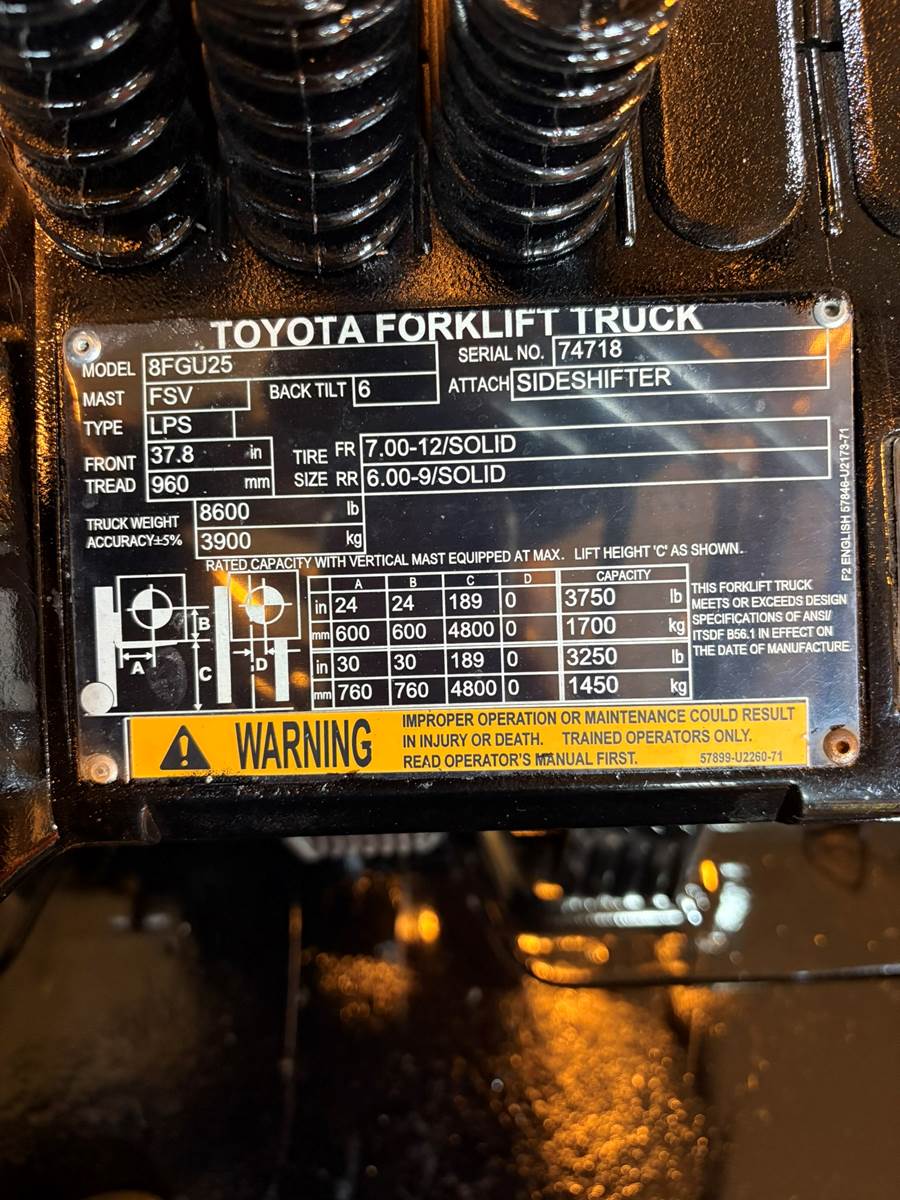 TOYOTA FORKLIFT TRUCK
MODEL 8FGU25 SERIAL NO. 74718
MAST FSV BACK TILT 6 ATTACH SIDESHIFTER
TYPE LPS
FRONT TREAD 37.8 in 960 mm
TIRE SIZE FR 7.00-12/SOLID
RR 6.00-9/SOLID
TRUCK WEIGHT 8600 lb
ACCURACY±5% 3900 kg
RATED CAPACITY WITH VERTICAL MAST EQUIPPED AT MAX. LIFT HEIGHT 'C' AS SHOWN.
A B C D CAPACITY
in 24 24 189 0 3750 lb
mm 600 600 4800 0 1700 kg
in 30 30 189 0 3250 lb
mm 760 760 4800 0 1450 kg
A B C D
THIS FORKLIFT TRUCK
MEETS OR EXCEEDS DESIGN
SPECIFICATIONS OF ANSI/
ITSDF B56.1 IN EFFECT ON
THE DATE OF MANUFACTURE
F2 ENGLISH 57846-U2173-71
WARNING
IMPROPER OPERATION OR MAINTENANCE COULD RESULT
IN INJURY OR DEATH. TRAINED OPERATORS ONLY.
READ OPERATOR'S MANUAL FIRST. 57899-U2260-71